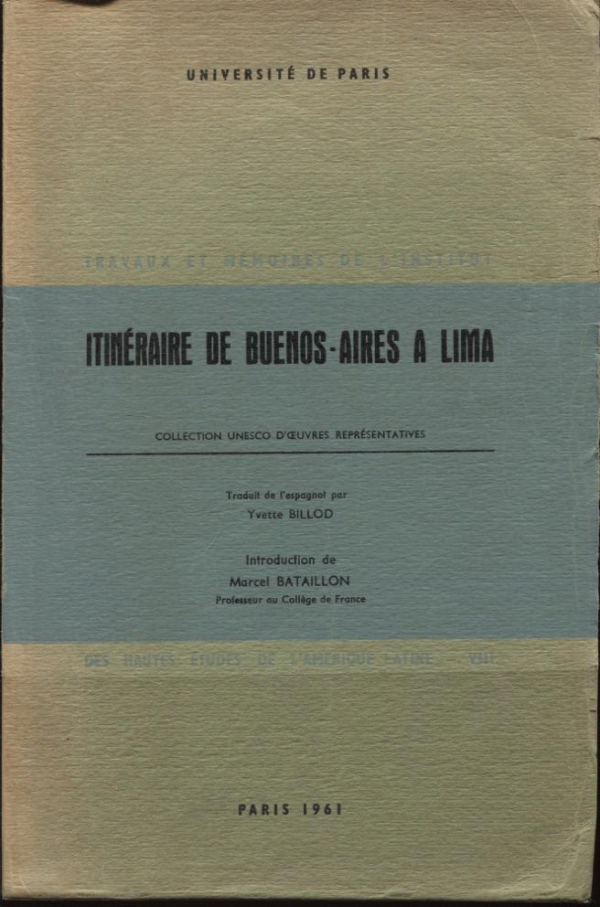 UNIVERSITÉ DE PARIS
TRAVAUX ET MÉMOIRES DE L'INSTITUT
ITINÉRAIRE DE BUENOS-AIRES A LIMA
COLLECTION UNESCO D'ŒUVRES REPRÉSENTATIVES
Traduit de l'espagnol par
Yvette BILLOD
Introduction de
Marcel BATAILLON
Professeur au Collège de France
DES HAUTES ÉTUDES DE L'AMÉRIQUE LATINE - VIII
PARIS 1961